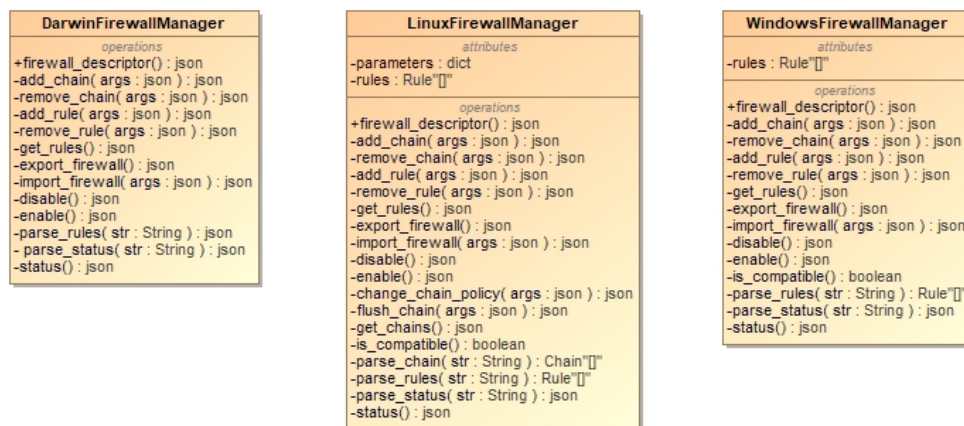 DarwinFirewallManager
operations
+firewall_descriptor() : json
-add_chain( args : json ) : json
-remove_chain( args : json ) : json
-add_rule( args : json ) : json
-remove_rule( args : json ) : json
-get_rules() : json
-export_firewall() : json
-import_firewall( args : json ) : json
-disable() : json
-enable() : json
-parse_rules( str : String ) : json
- parse_status( str : String ) : json
-status() : json
LinuxFirewallManager
attributes
-parameters : dict
-rules : Rule"[]"
operations
+firewall_descriptor() : json
-add_chain( args : json ) : json
-remove_chain( args : json ) : json
-add_rule( args : json ) : json
-remove_rule( args : json ) : json
-get_rules() : json
-export_firewall() : json
-import_firewall( args : json ) : json
-disable() : json
-enable() : json
-change_chain_policy( args : json ) : json
-flush_chain( args : json ) : json
-get_chains() : json
-is_compatible() : boolean
-parse_chain( str : String ) : Chain"[]"
-parse_rules( str : String ) : Rule"[]"
-parse_status( str : String ) : json
-status() : json
WindowsFirewallManager
attributes
-rules : Rule"[]"
operations
+firewall_descriptor() : json
-add_chain( args : json ) : json
-remove_chain( args : json ) : json
-add_rule( args : json ) : json
-remove_rule( args : json ) : json
-get_rules() : json
-export_firewall() : json
-import_firewall( args : json ) : json
-disable() : json
-enable() : json
-is_compatible() : boolean
-parse_rules( str : String ) : Rule"[]"
-parse_status( str : String ) : json
-status() : json